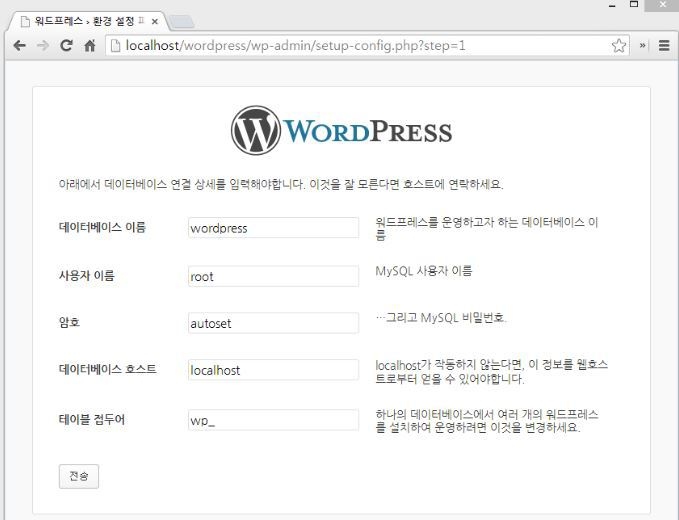 워드프레스 › 환경 설정 파
localhost/wordpress/wp-admin/setup-config.php?step=1
WORDPRESS
아래에서 데이터베이스 연결 상세를 입력해야합니다. 이것을 잘 모른다면 호스트에 연락하세요.
데이터베이스 이름
wordpress
워드프레스를 운영하고자 하는 데이터베이스 이
름
사용자 이름
root
MySQL 사용자 이름
암호
autoset
…그리고 MySQL 비밀번호.
데이터베이스 호스트
localhost
localhost가 작동하지 않는다면, 이 정보를 웹호스
트로부터 얻을 수 있어야합니다.
테이블 접두어
wp_
하나의 데이터베이스에서 여러 개의 워드프레스
를 설치하여 운영하려면 이것을 변경하세요.
전송